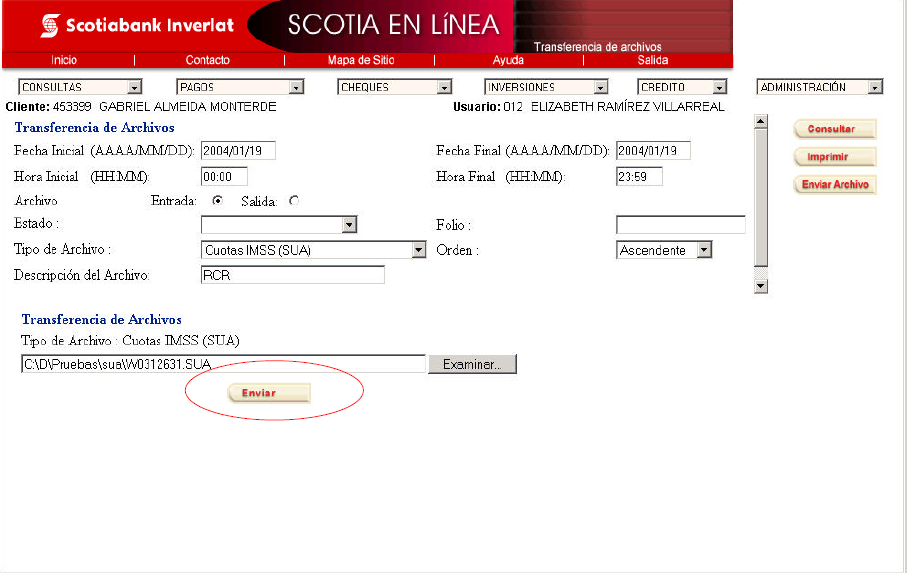 Scotiabank Inverlat SCOTIA EN LíNEA
Transferencia de archivos
Inicio Contacto Mapa de Sitio Ayuda Salida
CONSULTAS PAGOS CHEQUES INVERSIONES CREDITO ADMINISTRACIÓN
Cliente: 453399 GABRIEL ALMEIDA MONTERDE Usuario: 012 ELIZABETH RAMÍREZ VILLARREAL
Transferencia de Archivos Consultar
Fecha Inicial (AAAA/MM/DD): 2004/01/19 Fecha Final (AAAA/MM/DD): 2004/01/19
Imprimir
Hora Inicial (HH:MM): 00:00 Hora Final (HH:MM): 23:59
Enviar Archivo
Archivo Entrada: Salida:
Estado : Folio :
Tipo de Archivo : Cuotas IMSS (SUA) Orden : Ascendente
Descripción del Archivo: RCR
Transferencia de Archivos
Tipo de Archivo : Cuotas IMSS (SUA)
C:\D\Pruebas\sua\W0312631.SUA Examinar...
Enviar